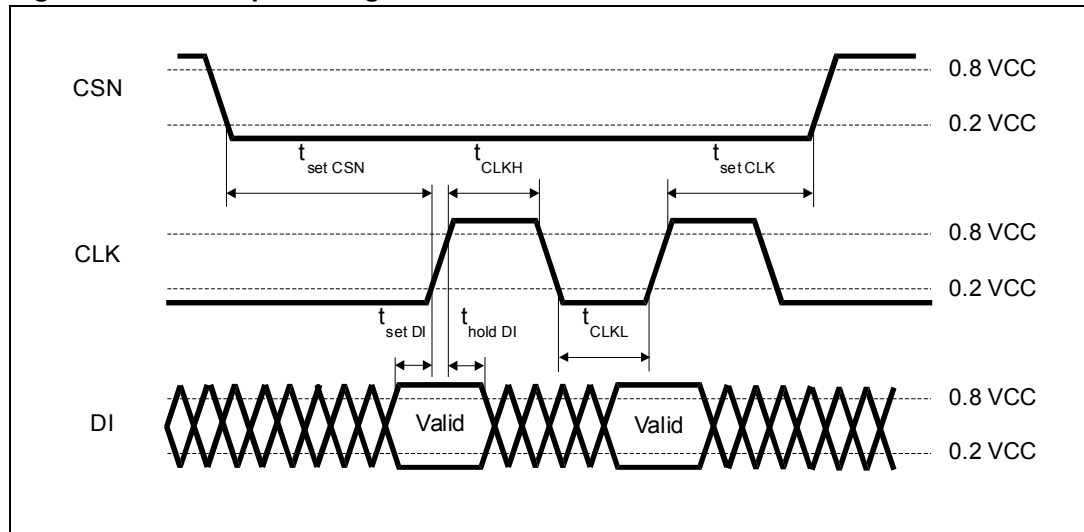 CSN
0.8 VCC
0.2 VCC
t set CSN
t CLKH
t set CLK
CLK
0.8 VCC
0.2 VCC
t set DI
t hold DI
t CLKL
DI
Valid
Valid
0.8 VCC
0.2 VCC